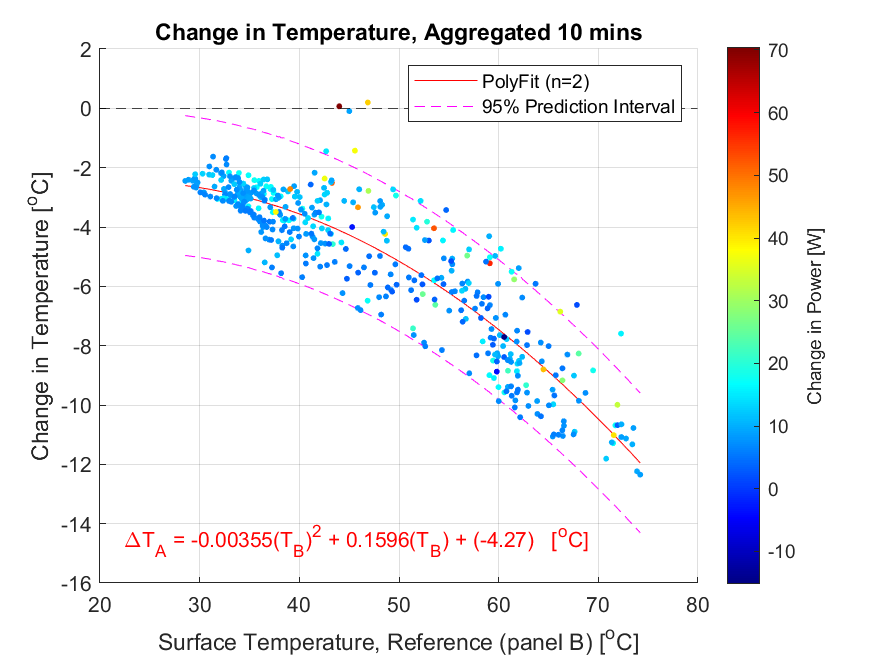 Change in Temperature, Aggregated 10 mins
PolyFit (n=2)
95% Prediction Interval
2
0
-2
-4
-6
-8
-10
-12
-14
-16
Change in Temperature [°C]
ΔT_A = -0.00355(T_B)² + 0.1596(T_B) + (-4.27) [°C]
20 30 40 50 60 70 80
Surface Temperature, Reference (panel B) [°C]
70
60
50
40
30
20
10
0
-10
Change in Power [W]